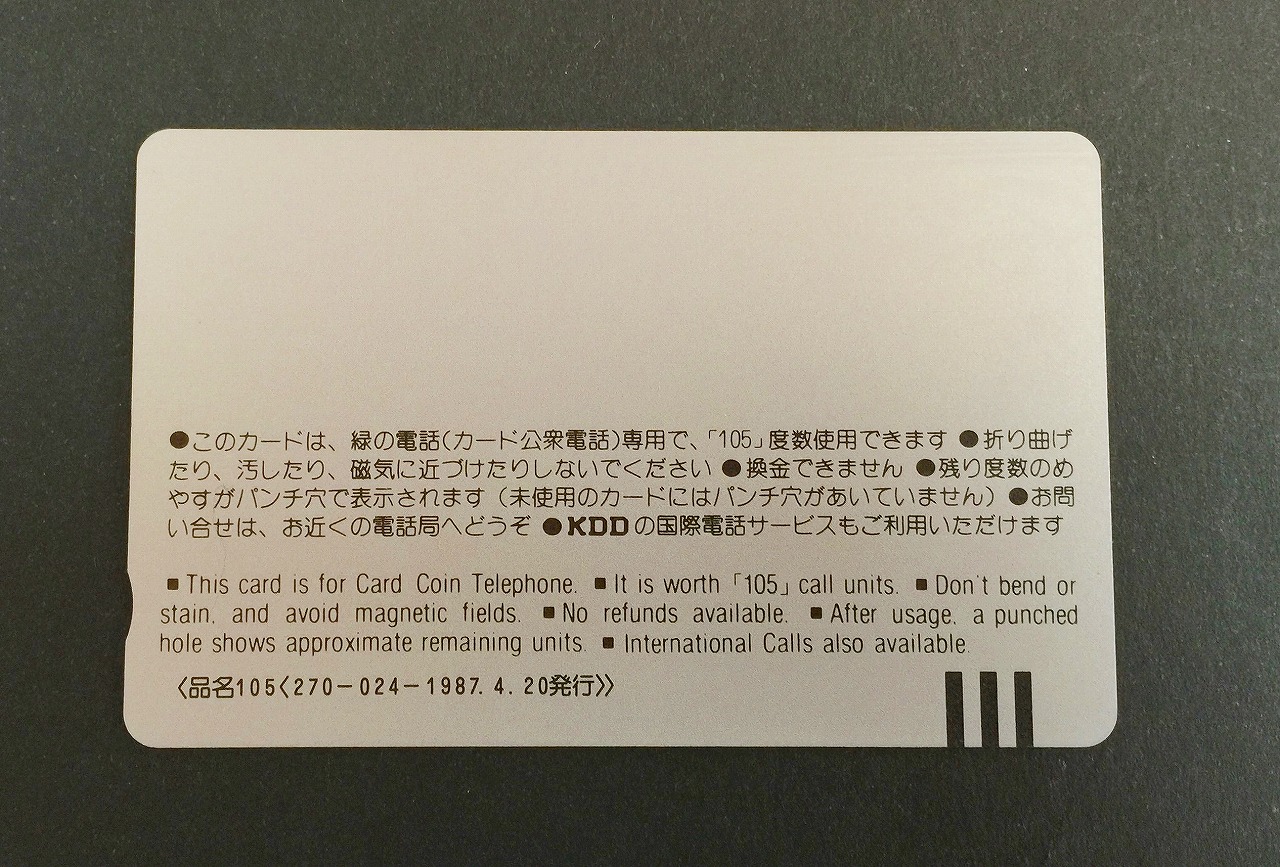 ●このカードは、緑の電話(カード公衆電話)専用で、「105」度数使用できます ●折り曲げ
たり、汚したり、磁気に近づけたりしないでください ●換金できません ●残り度数のめ
やすがパンチ穴で表示されます (未使用のカードにはパンチ穴があいていません) ●お問
い合せは、お近くの電話局へどうぞ ●KDDの国際電話サービスもご利用いただけます
■This card is for Card Coin Telephone. ■It is worth「105」call units. ■Don't bend or
stain, and avoid magnetic fields. ■No refunds available. ■After usage, a punched
hole shows approximate remaining units. ■International Calls also available.
〈品名105〈270-024-1987.4.20発行〉〉